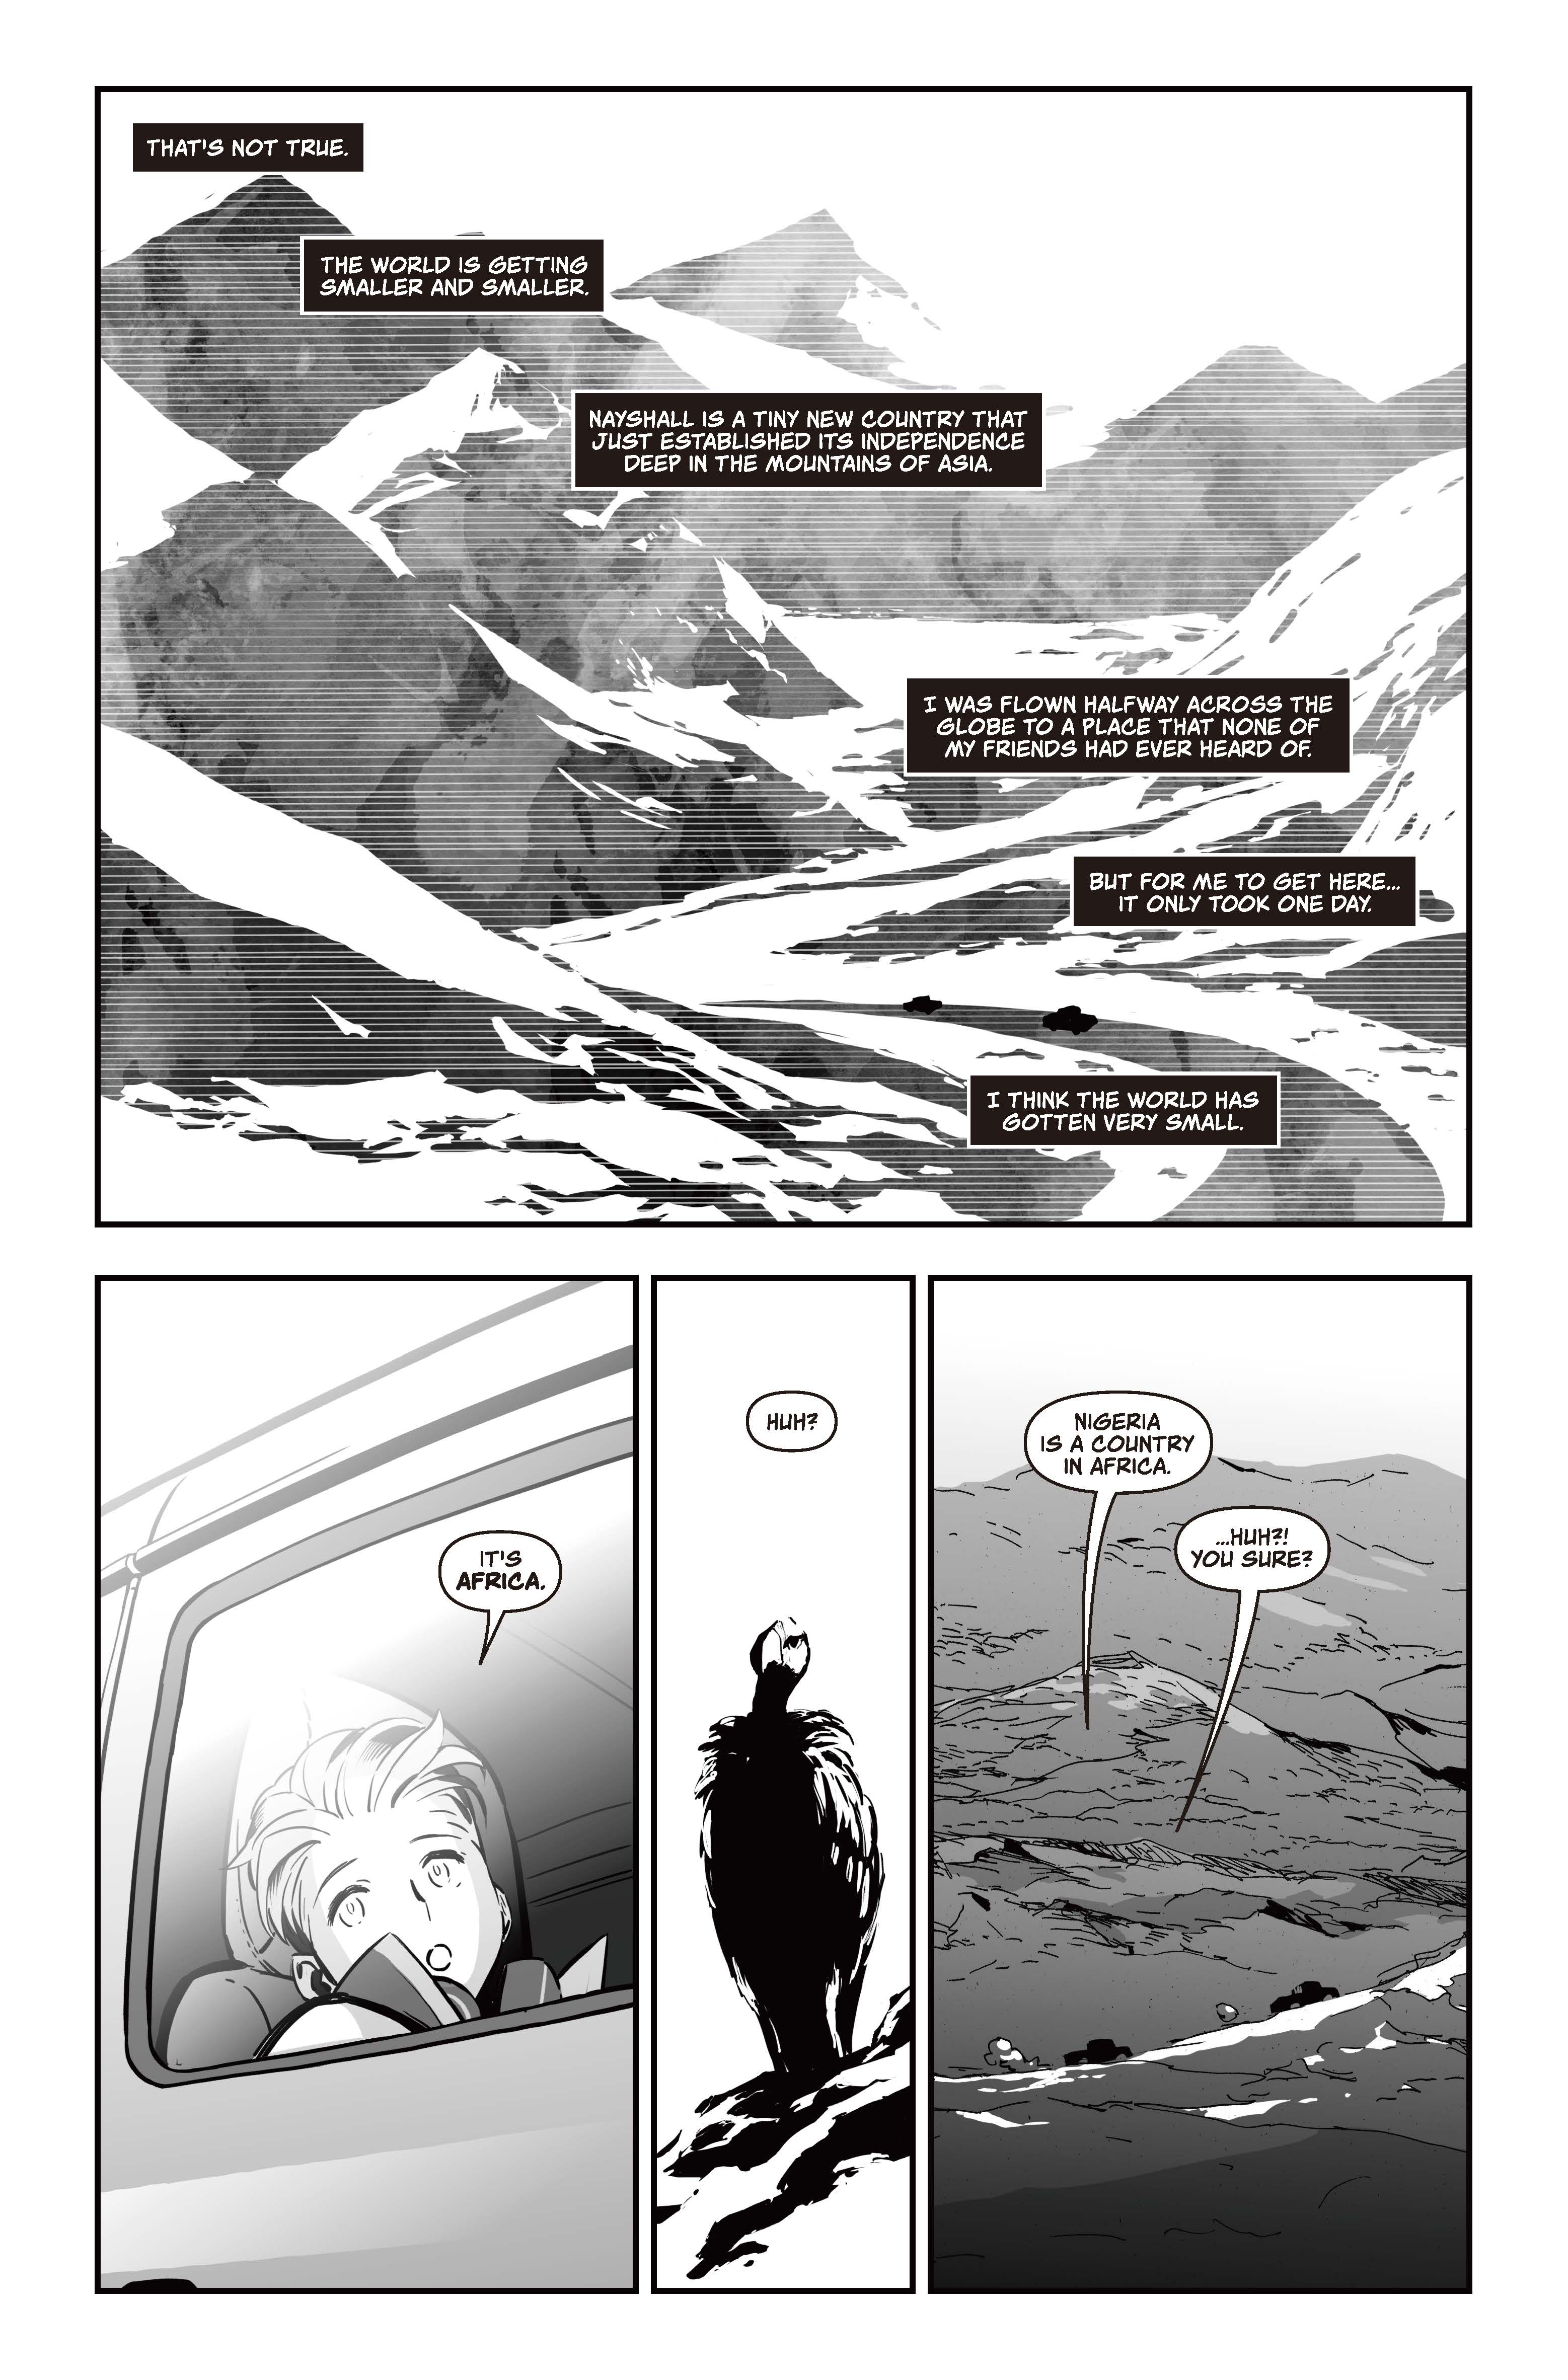 THAT'S NOT TRUE.
THE WORLD IS GETTING
SMALLER AND SMALLER.
NAYSHALL IS A TINY NEW COUNTRY THAT
JUST ESTABLISHED ITS INDEPENDENCE
DEEP IN THE MOUNTAINS OF ASIA.
I WAS FLOWN HALFWAY ACROSS THE
GLOBE TO A PLACE THAT NONE OF
MY FRIENDS HAD EVER HEARD OF.
BUT FOR ME TO GET HERE...
IT ONLY TOOK ONE DAY.
I THINK THE WORLD HAS
GOTTEN VERY SMALL.
IT'S
AFRICA.
HUH?
NIGERIA
IS A COUNTRY
IN AFRICA.
...HUH?!
YOU SURE?